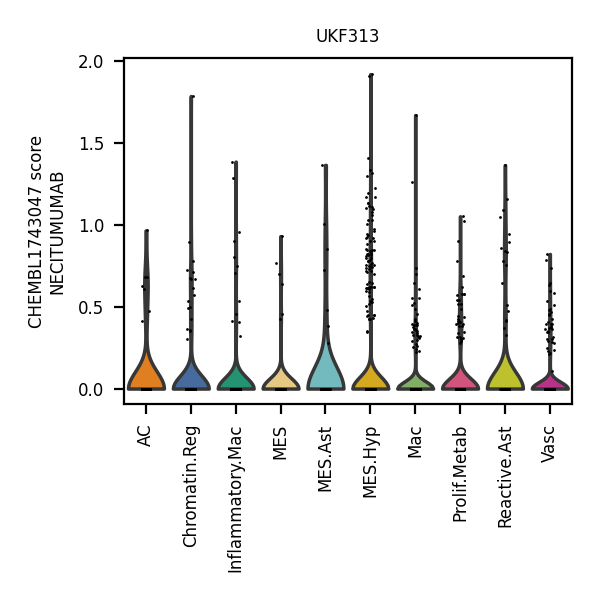 UKF313
CHEMBL1743047 score
NECITUMUMAB
2.0
1.5
1.0
0.5
0.0
AC
Chromatin.Reg
Inflammatory.Mac
MES
MES.Ast
MES.Hyp
Mac
Prolif.Metab
Reactive.Ast
Vasc